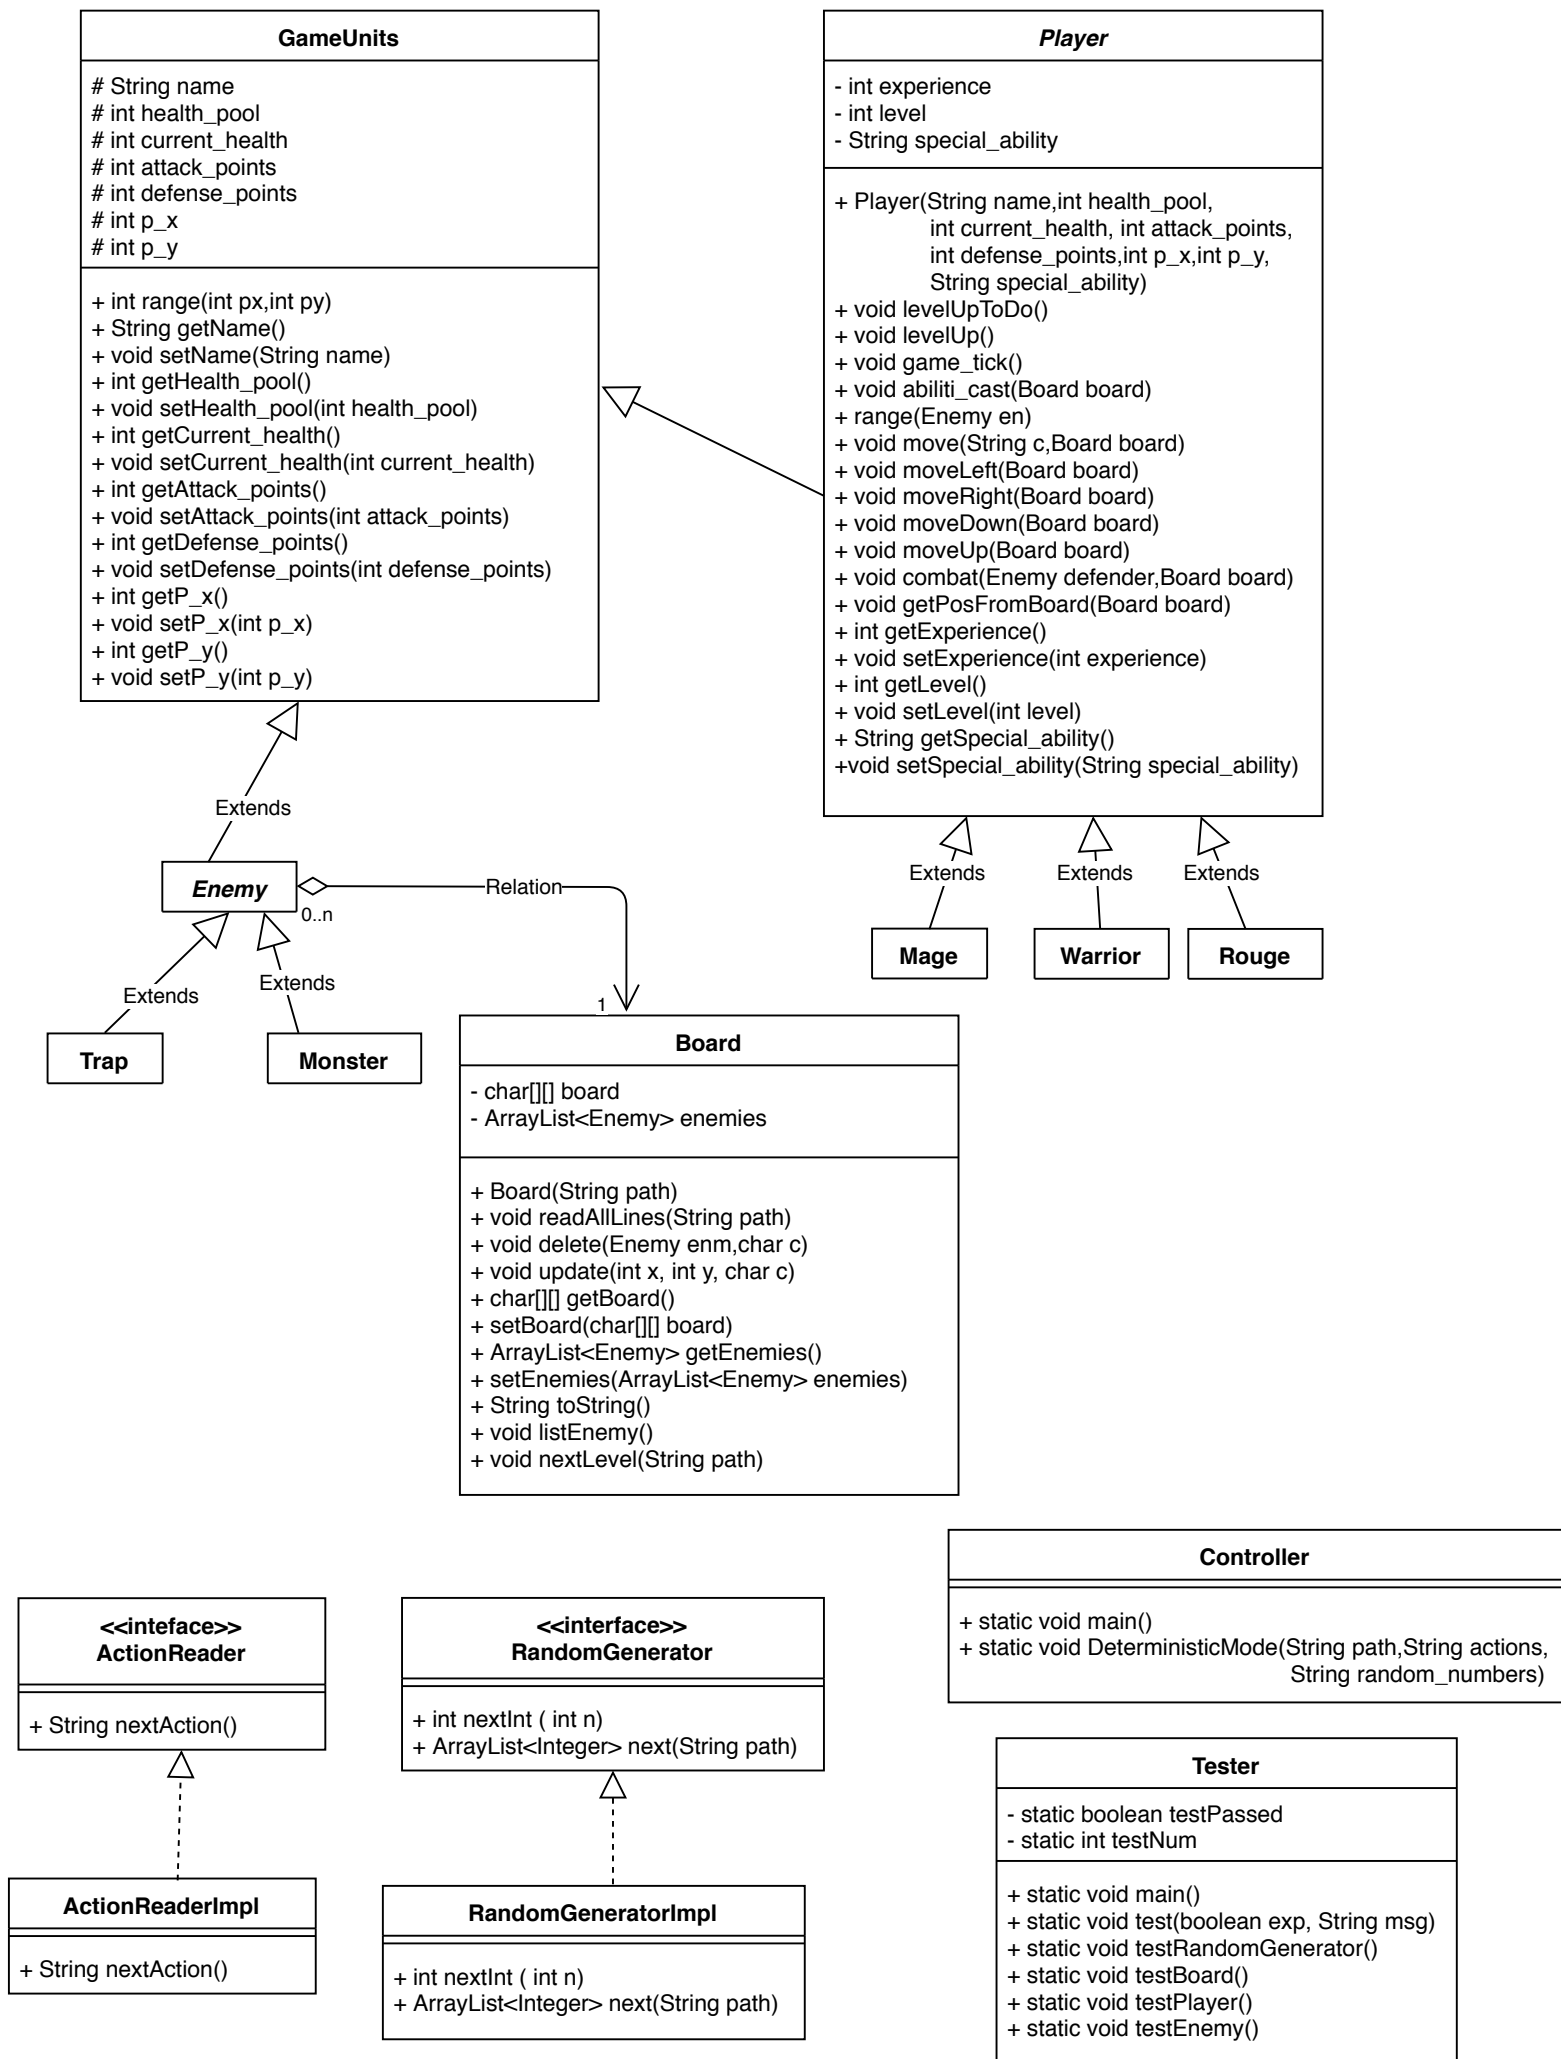 GameUnits
# String name
# int health_pool
# int current_health
# int attack_points
# int defense_points
# int p_x
# int p_y
+ int range(int px,int py)
+ String getName()
+ void setName(String name)
+ int getHealth_pool()
+ void setHealth_pool(int health_pool)
+ int getCurrent_health()
+ void setCurrent_health(int current_health)
+ int getAttack_points()
+ void setAttack_points(int attack_points)
+ int getDefense_points()
+ void setDefense_points(int defense_points)
+ int getP_x()
+ void setP_x(int p_x)
+ int getP_y()
+ void setP_y(int p_y)
Player
- int experience
- int level
- String special_ability
+ Player(String name,int health_pool,
int current_health, int attack_points,
int defense_points,int p_x,int p_y,
String special_ability)
+ void levelUpToDo()
+ void levelUp()
+ void game_tick()
+ void abiliti_cast(Board board)
+ range(Enemy en)
+ void move(String c,Board board)
+ void moveLeft(Board board)
+ void moveRight(Board board)
+ void moveDown(Board board)
+ void moveUp(Board board)
+ void combat(Enemy defender,Board board)
+ void getPosFromBoard(Board board)
+ int getExperience()
+ void setExperience(int experience)
+ int getLevel()
+ void setLevel(int level)
+ String getSpecial_ability()
+void setSpecial_ability(String special_ability)
Extends
Enemy
Relation
0..n
1
Extends
Extends
Trap
Monster
Extends
Extends
Extends
Mage
Warrior
Rouge
Board
- char[][] board
- ArrayList<Enemy> enemies
+ Board(String path)
+ void readAllLines(String path)
+ void delete(Enemy enm,char c)
+ void update(int x, int y, char c)
+ char[][] getBoard()
+ setBoard(char[][] board)
+ ArrayList<Enemy> getEnemies()
+ setEnemies(ArrayList<Enemy> enemies)
+ String toString()
+ void listEnemy()
+ void nextLevel(String path)
<<inteface>>
ActionReader
+ String nextAction()
<<interface>>
RandomGenerator
+ int nextInt ( int n)
+ ArrayList<Integer> next(String path)
Controller
+ static void main()
+ static void DeterministicMode(String path,String actions,
String random_numbers)
ActionReaderImpl
+ String nextAction()
RandomGeneratorImpl
+ int nextInt ( int n)
+ ArrayList<Integer> next(String path)
Tester
- static boolean testPassed
- static int testNum
+ static void main()
+ static void test(boolean exp, String msg)
+ static void testRandomGenerator()
+ static void testBoard()
+ static void testPlayer()
+ static void testEnemy()